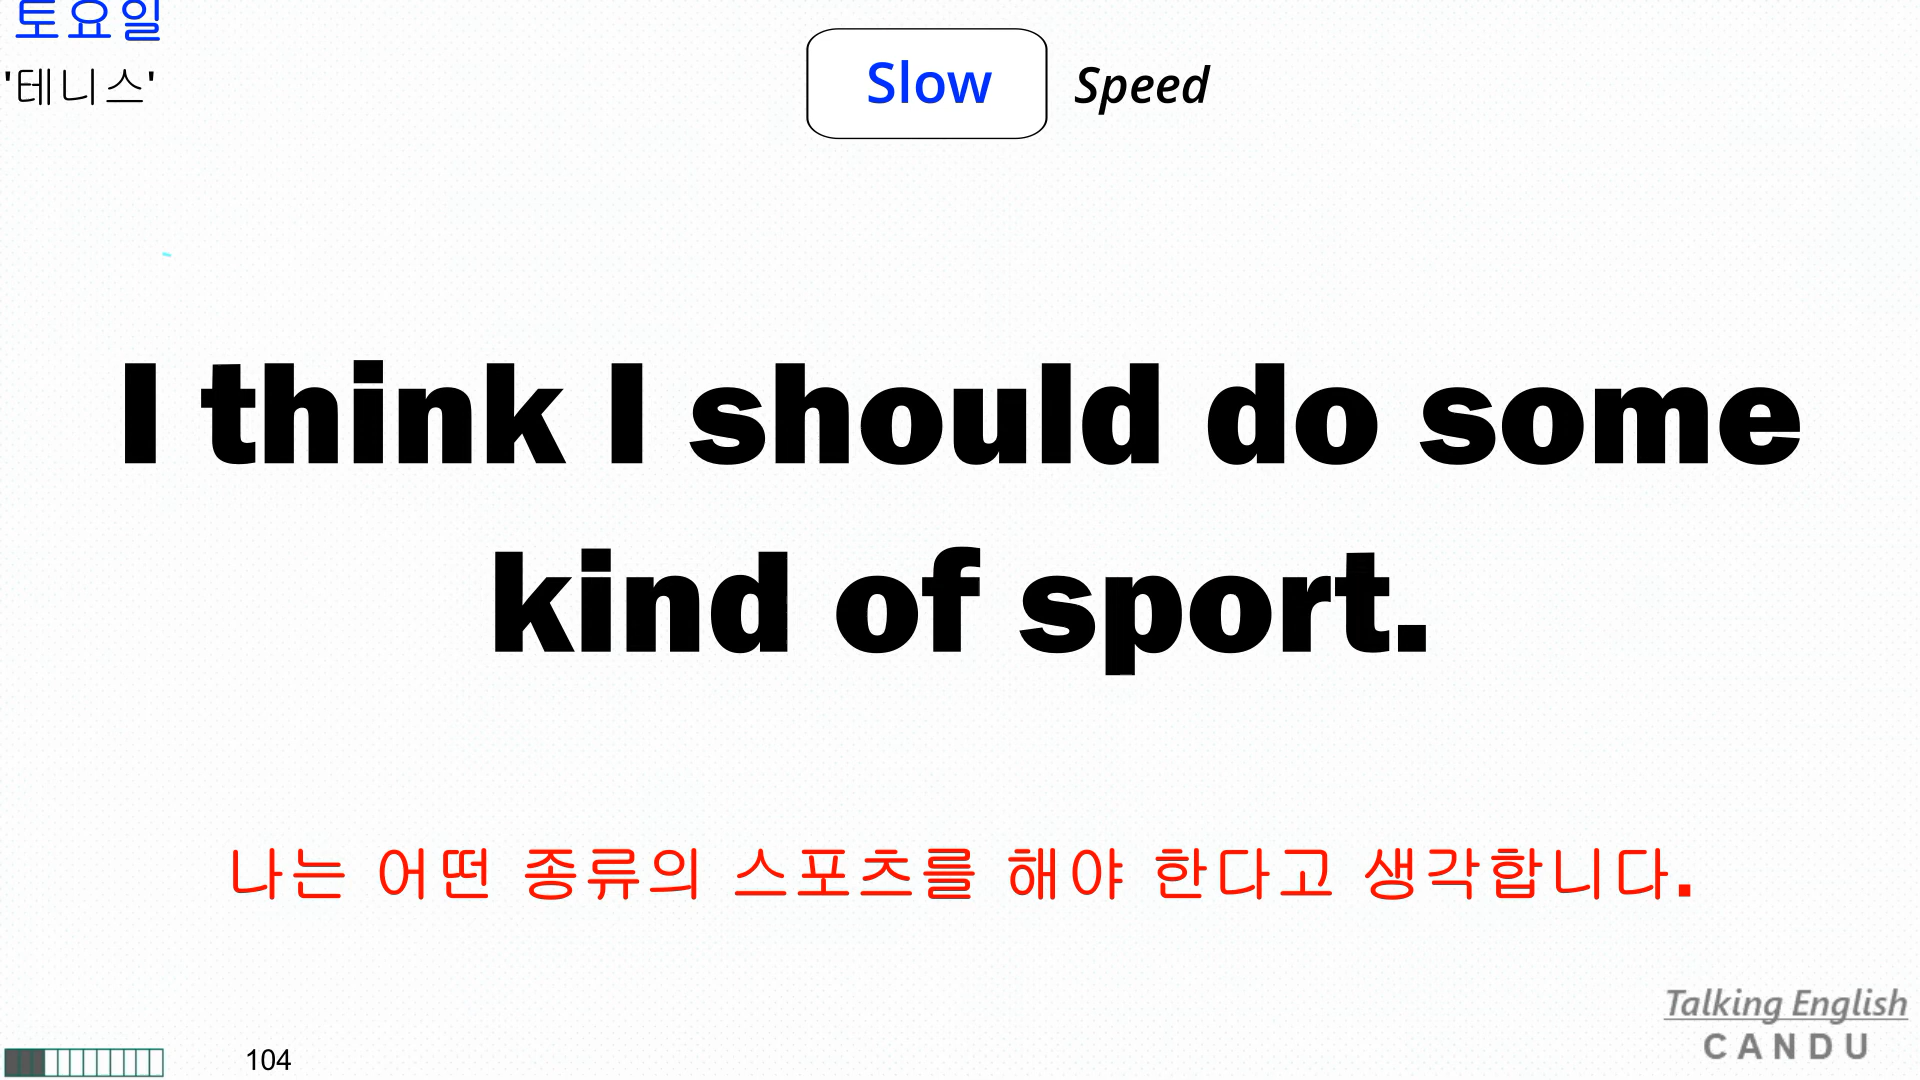 토요일
'테니스'
Slow Speed
I think I should do some
kind of sport.
나는 어떤 종류의 스포츠를 해야 한다고 생각합니다.
Talking English
CANDU
104